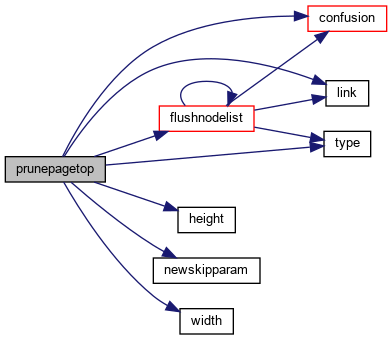 confusion
link
flushnodelist
type
prunepagetop
height
newskipparam
width